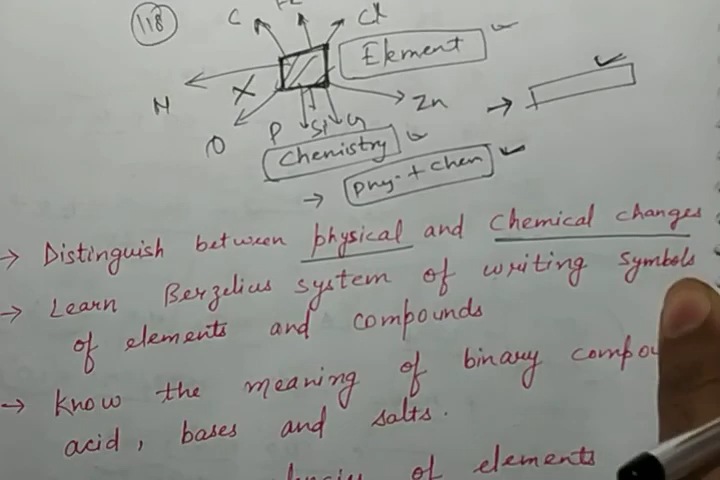 118
C
Cl
Element
N
X
Zn
O
P Si
Chemistry
→ Phy. + Chem
→ Distinguish between physical and chemical changes
→ Learn Berzelius system of writing symbols
of elements and compounds
→ Know the meaning of binary compou
acid, bases and salts.
of elements